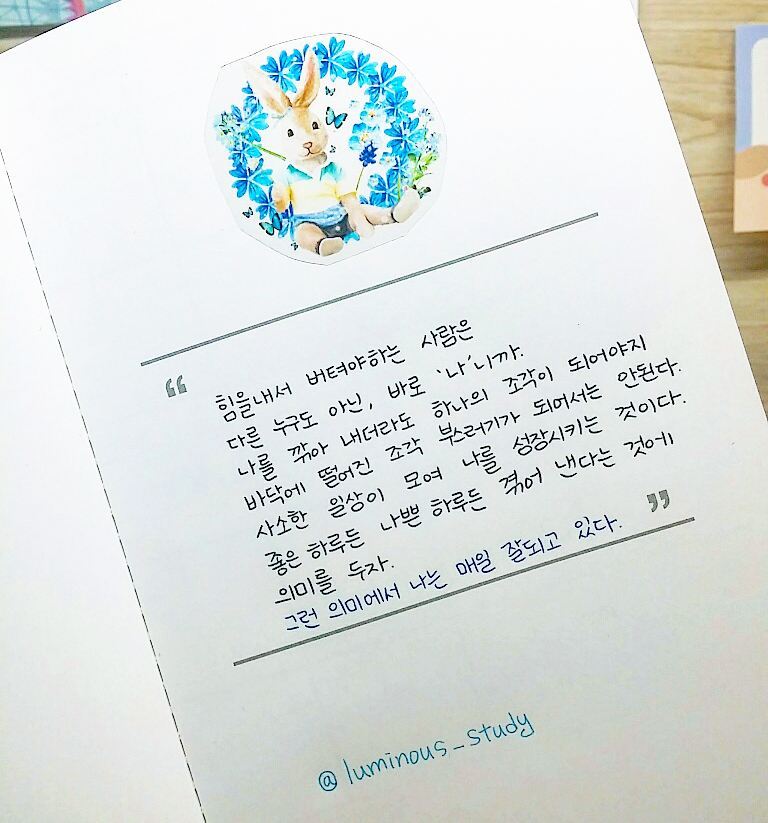 “
힘을내서 버텨야하는 사람은
다른 누구도 아닌, 바로 '나'니까.
나를 깎아 내더라도 하나의 조각이 되어야지
바닥에 떨어진 조각 부스러기가 되어서는 안된다.
사소한 일상이 모여 나를 성장시키는 것이다.
좋은 하루든 나쁜 하루든 겪어 낸다는 것에
의미를 두자.
”
그런 의미에서 나는 매일 잘되고 있다.
@luminous_study